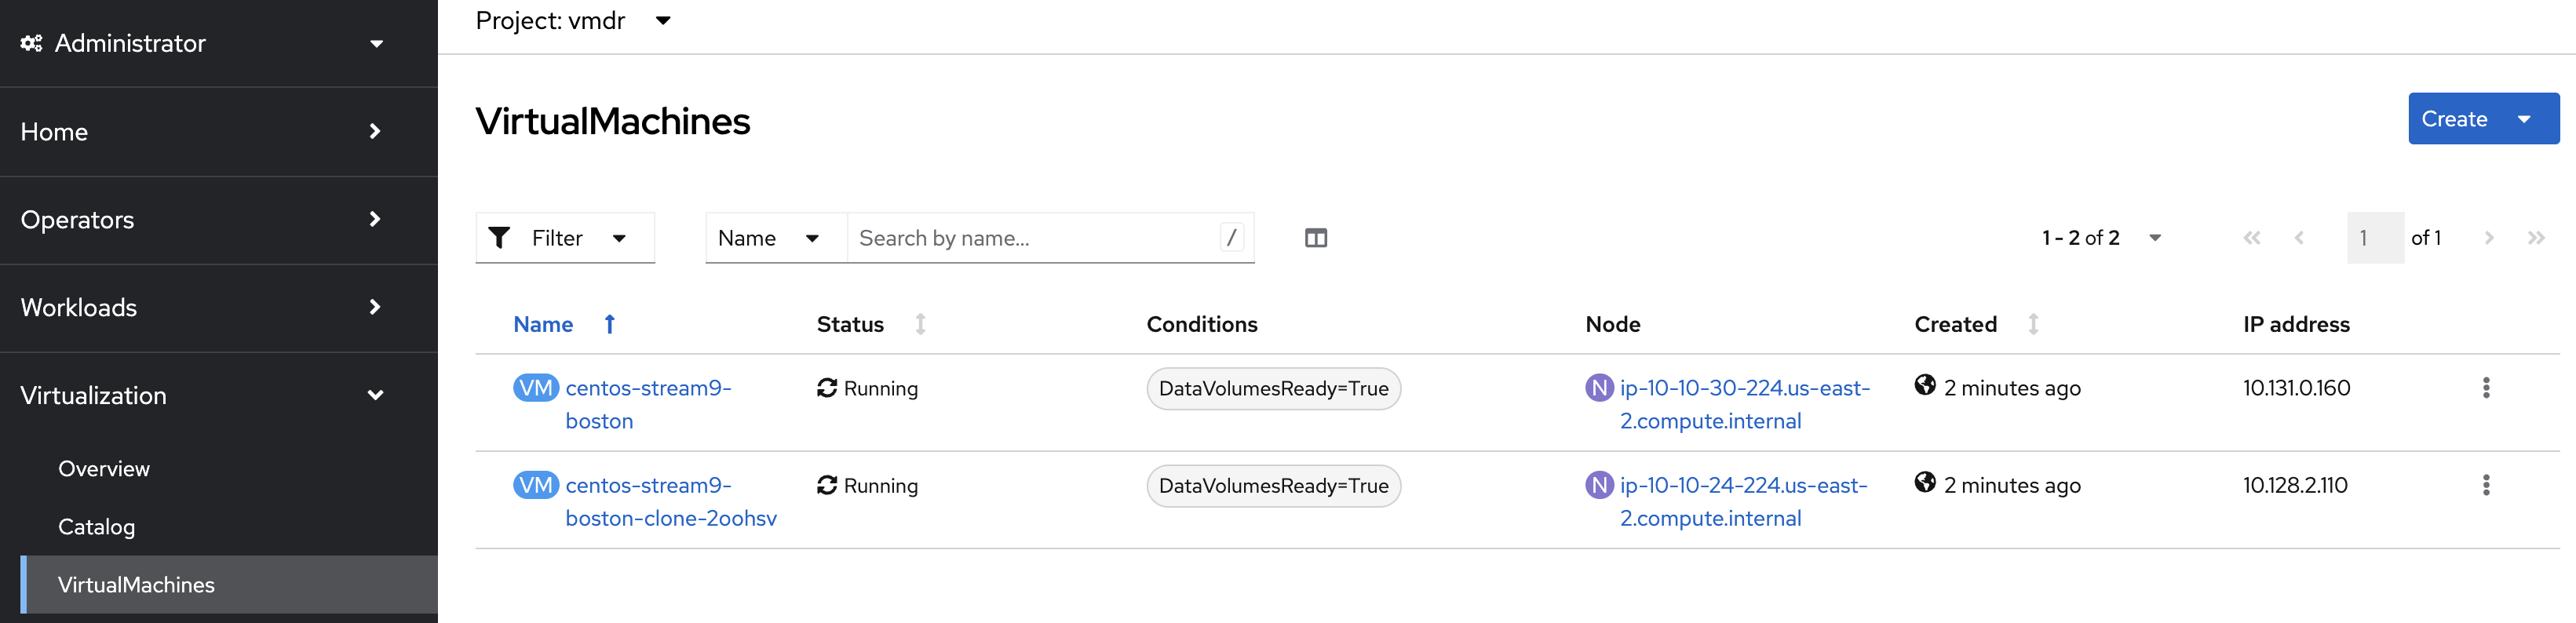 Administrator
Home
Operators
Workloads
Virtualization
Overview
Catalog
VirtualMachines
Project: vmdr
VirtualMachines
Create
Filter
Name
Search by name...
/
1 - 2 of 2
1 of 1
Name Status Conditions Node Created IP address
VM centos-stream9- Running DataVolumesReady=True N ip-10-10-30-224.us-east- 2 minutes ago 10.131.0.160
boston 2.compute.internal
VM centos-stream9- Running DataVolumesReady=True N ip-10-10-24-224.us-east- 2 minutes ago 10.128.2.110
boston-clone-2oohsv 2.compute.internal